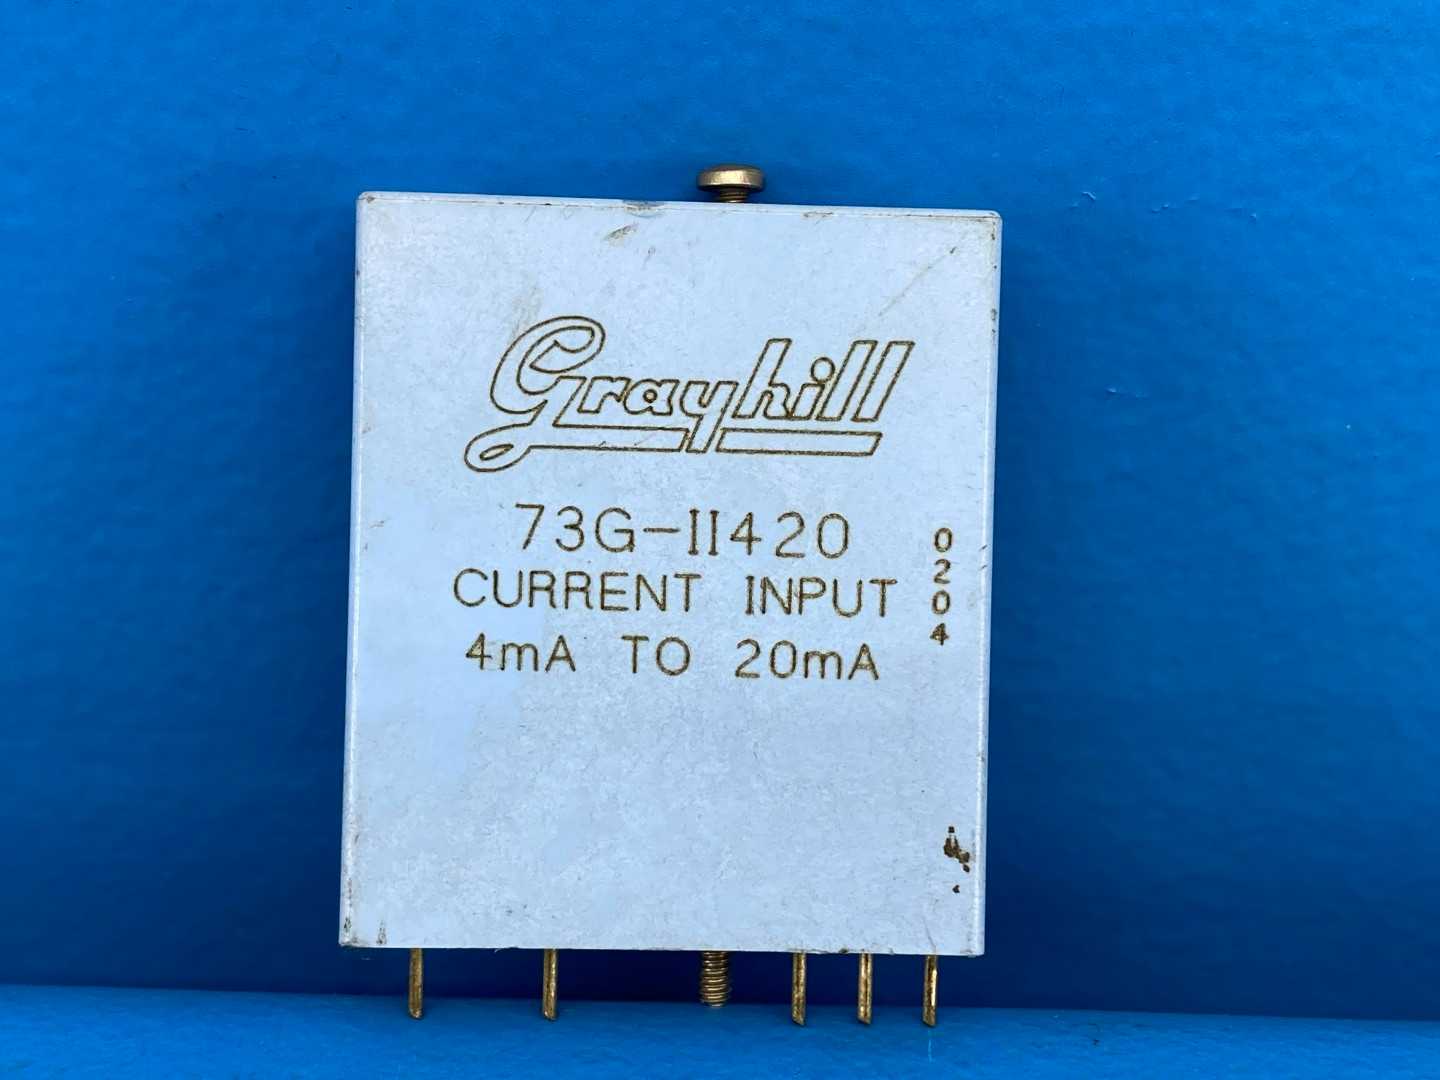 Grayhill
73G-II420
CURRENT INPUT
4mA TO 20mA
0204